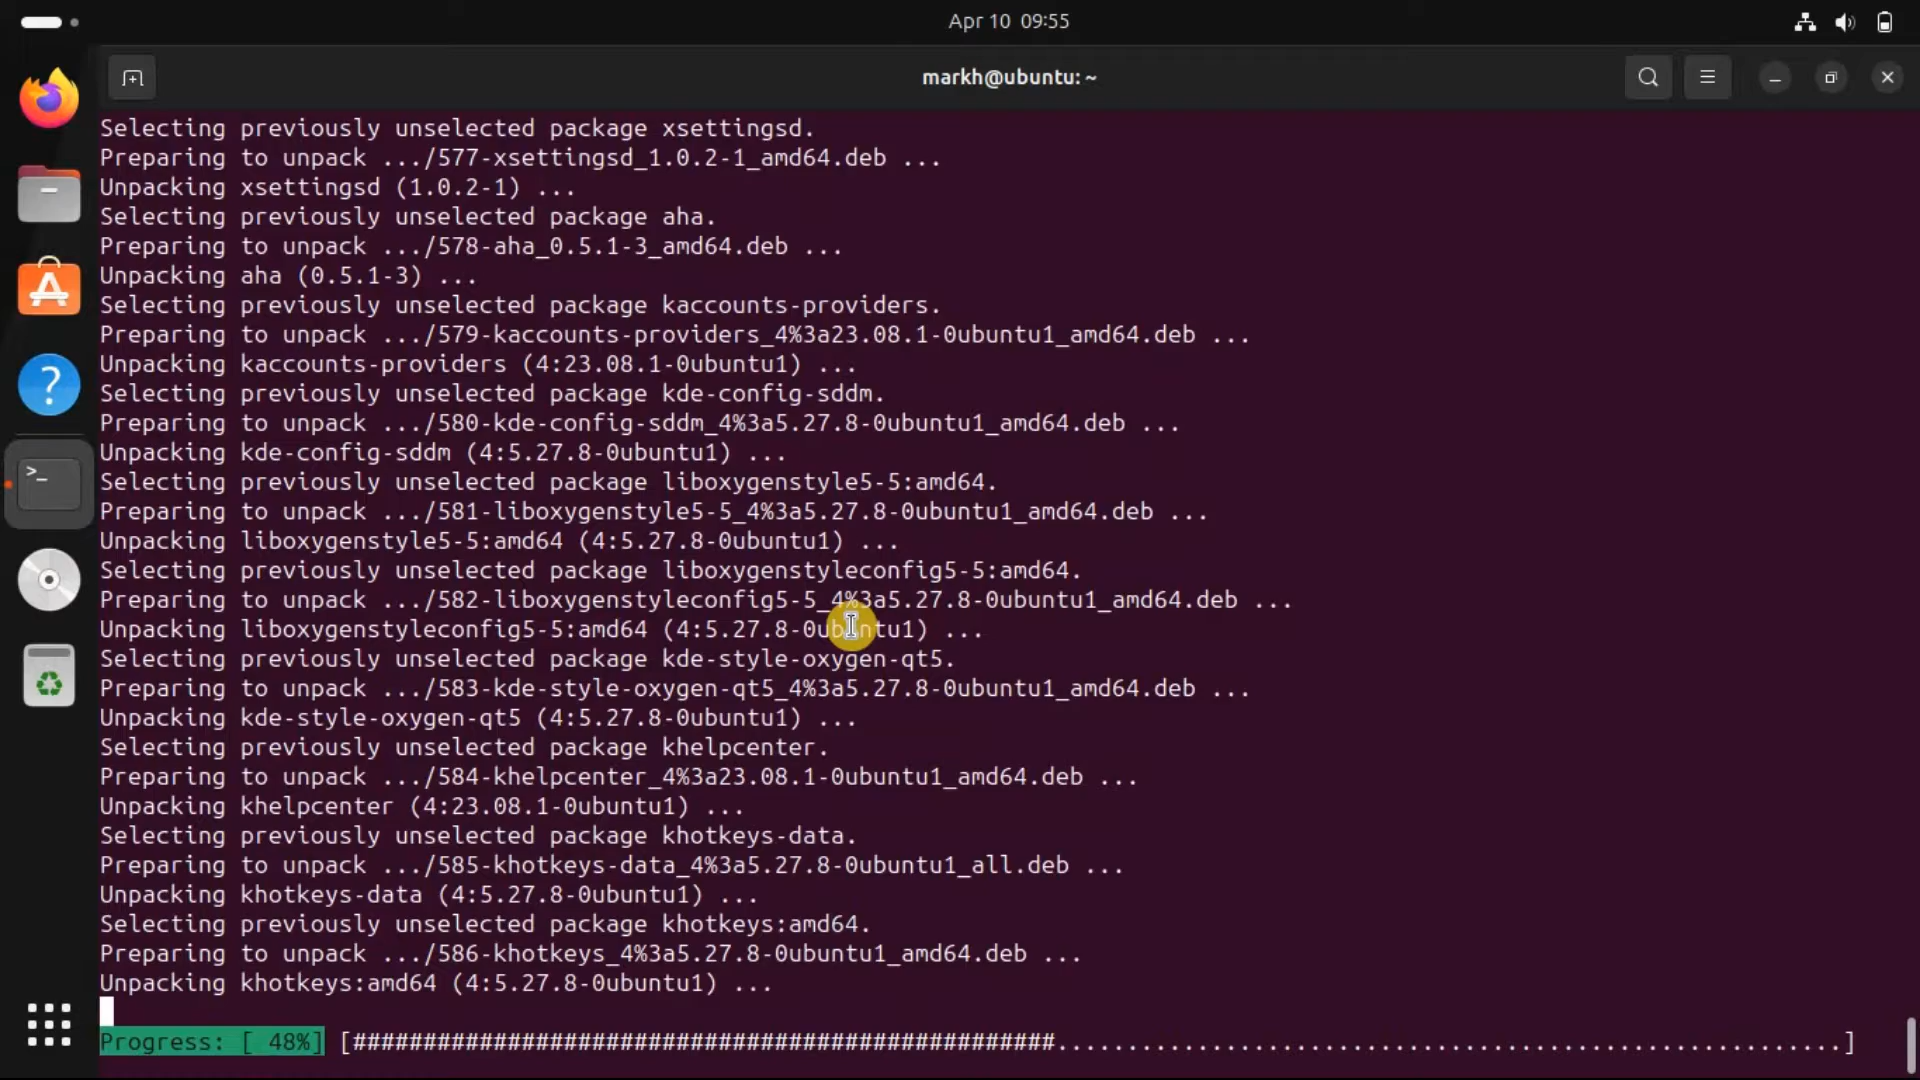 Apr 10 09:55
markh@ubuntu: ~
Selecting previously unselected package xsettingsd.
Preparing to unpack .../577-xsettingsd_1.0.2-1_amd64.deb ...
Unpacking xsettingsd (1.0.2-1) ...
Selecting previously unselected package aha.
Preparing to unpack .../578-aha_0.5.1-3_amd64.deb ...
Unpacking aha (0.5.1-3) ...
Selecting previously unselected package kaccounts-providers.
Preparing to unpack .../579-kaccounts-providers_4%3a23.08.1-0ubuntu1_amd64.deb ...
Unpacking kaccounts-providers (4:23.08.1-0ubuntu1) ...
Selecting previously unselected package kde-config-sddm.
Preparing to unpack .../580-kde-config-sddm_4%3a5.27.8-0ubuntu1_amd64.deb ...
Unpacking kde-config-sddm (4:5.27.8-0ubuntu1) ...
Selecting previously unselected package liboxygenstyle5-5:amd64.
Preparing to unpack .../581-liboxygenstyle5-5_4%3a5.27.8-0ubuntu1_amd64.deb ...
Unpacking liboxygenstyle5-5:amd64 (4:5.27.8-0ubuntu1) ...
Selecting previously unselected package liboxygenstyleconfig5-5:amd64.
Preparing to unpack .../582-liboxygenstyleconfig5-5_4%3a5.27.8-0ubuntu1_amd64.deb ...
Unpacking liboxygenstyleconfig5-5:amd64 (4:5.27.8-0ubuntu1) ...
Selecting previously unselected package kde-style-oxygen-qt5.
Preparing to unpack .../583-kde-style-oxygen-qt5_4%3a5.27.8-0ubuntu1_amd64.deb ...
Unpacking kde-style-oxygen-qt5 (4:5.27.8-0ubuntu1) ...
Selecting previously unselected package khelpcenter.
Preparing to unpack .../584-khelpcenter_4%3a23.08.1-0ubuntu1_amd64.deb ...
Unpacking khelpcenter (4:23.08.1-0ubuntu1) ...
Selecting previously unselected package khotkeys-data.
Preparing to unpack .../585-khotkeys-data_4%3a5.27.8-0ubuntu1_all.deb ...
Unpacking khotkeys-data (4:5.27.8-0ubuntu1) ...
Selecting previously unselected package khotkeys:amd64.
Preparing to unpack .../586-khotkeys_4%3a5.27.8-0ubuntu1_amd64.deb ...
Unpacking khotkeys:amd64 (4:5.27.8-0ubuntu1) ...
Progress: [ 48%] [##################################################........................................................]